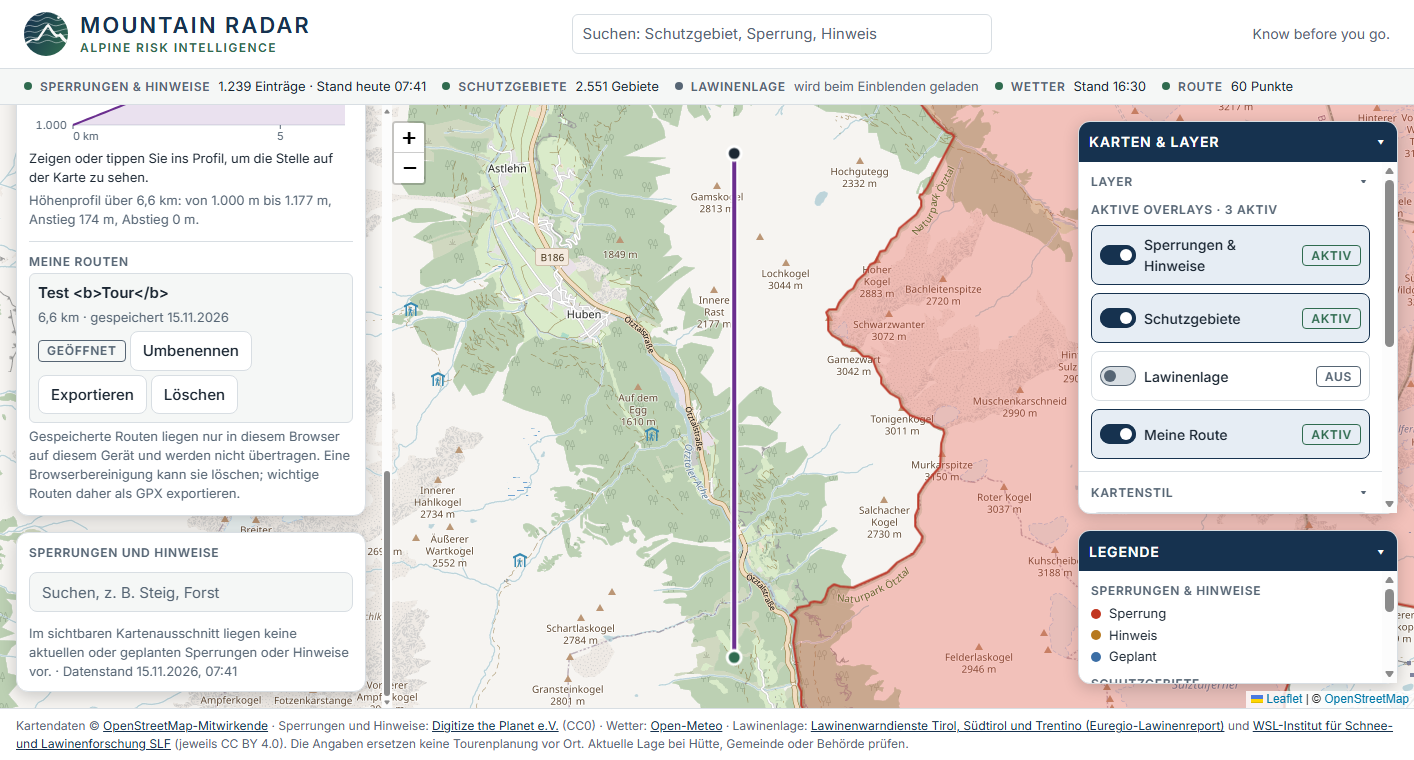 MOUNTAIN RADAR
ALPINE RISK INTELLIGENCE
Suchen: Schutzgebiet, Sperrung, Hinweis
Know before you go.
SPERRUNGEN & HINWEISE 1.239 Einträge · Stand heute 07:41
SCHUTZGEBIETE 2.551 Gebiete
LAWINENLAGE wird beim Einblenden geladen
WETTER Stand 16:30
ROUTE 60 Punkte
1.000
0 km
5
Zeigen oder tippen Sie ins Profil, um die Stelle auf
der Karte zu sehen.
Höhenprofil über 6,6 km: von 1.000 m bis 1.177 m,
Anstieg 174 m, Abstieg 0 m.
MEINE ROUTEN
Test <b>Tour</b>
6,6 km · gespeichert 15.11.2026
GEÖFFNET
Umbenennen
Exportieren
Löschen
Gespeicherte Routen liegen nur in diesem Browser
auf diesem Gerät und werden nicht übertragen. Eine
Browserbereinigung kann sie löschen; wichtige
Routen daher als GPX exportieren.
Breiter
SPERRUNGEN UND HINWEISE
Suchen, z. B. Steig, Forst
Im sichtbaren Kartenausschnitt liegen keine
aktuellen oder geplanten Sperrungen oder Hinweise
vor. · Datenstand 15.11.2026, 07:41
Ampferkogel
Fotzenkarstange
+
−
Astlehn
B186
1849 m
Huben
Ötztalstraße
Auf dem
Egg
1610 m
Ötztalstraße
Ötztaler Ache
Innerer
Hahlkogel
2734 m
Äußerer
Wartkogel
2552 m
Schartlaskogel
2784 m
Gransteinkogel
2801 m
Ötztalstraße
Gamskogel
2813 m
Lochkogel
3044 m
Innere
Rast
2177 m
Hochgutegg
2332 m
Naturpark Ötztal
Hoher
Kogel
2883 m
Bachleitenspitze
2720 m
Schwarzwanter
3072 m
Gamezwart
3042 m
Muschenkarschneid
2990 m
Tonigenkogel
3011 m
Murkarspitze
3150 m
Roter Kogel
3037 m
Salchacher
Kogel
2730 m
3188 m
Naturpark Ötztal
Felderlaskogel
2946 m
3217 m
KARTEN & LAYER
LAYER
AKTIVE OVERLAYS · 3 AKTIV
Sperrungen &
Hinweise
AKTIV
Schutzgebiete
AKTIV
Lawinenlage
AUS
Meine Route
AKTIV
KARTENSTIL
LEGENDE
SPERRUNGEN & HINWEISE
Sperrung
Hinweis
Geplant
SCHUTZGEBIETE
Leaflet | © OpenStreetMap
Kartendaten © OpenStreetMap-Mitwirkende · Sperrungen und Hinweise: Digitize the Planet e.V. (CC0) · Wetter: Open-Meteo · Lawinenlage: Lawinenwarndienste Tirol, Südtirol und Trentino (Euregio-Lawinenreport) und WSL-Institut für Schnee-
und Lawinenforschung SLF (jeweils CC BY 4.0). Die Angaben ersetzen keine Tourenplanung vor Ort. Aktuelle Lage bei Hütte, Gemeinde oder Behörde prüfen.